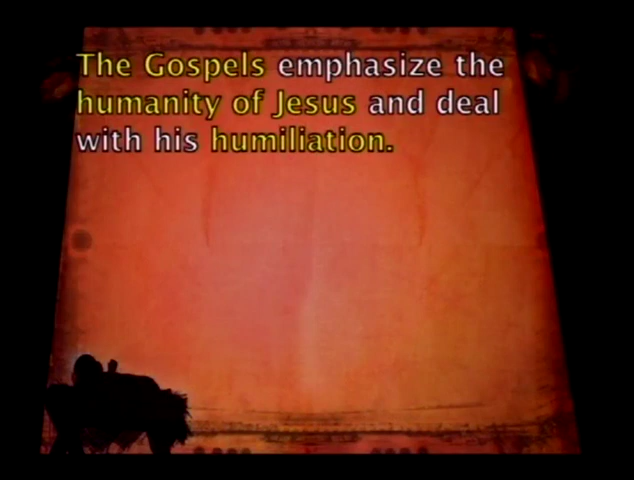 The Gospels emphasize the
humanity of Jesus and deal
with his humiliation.